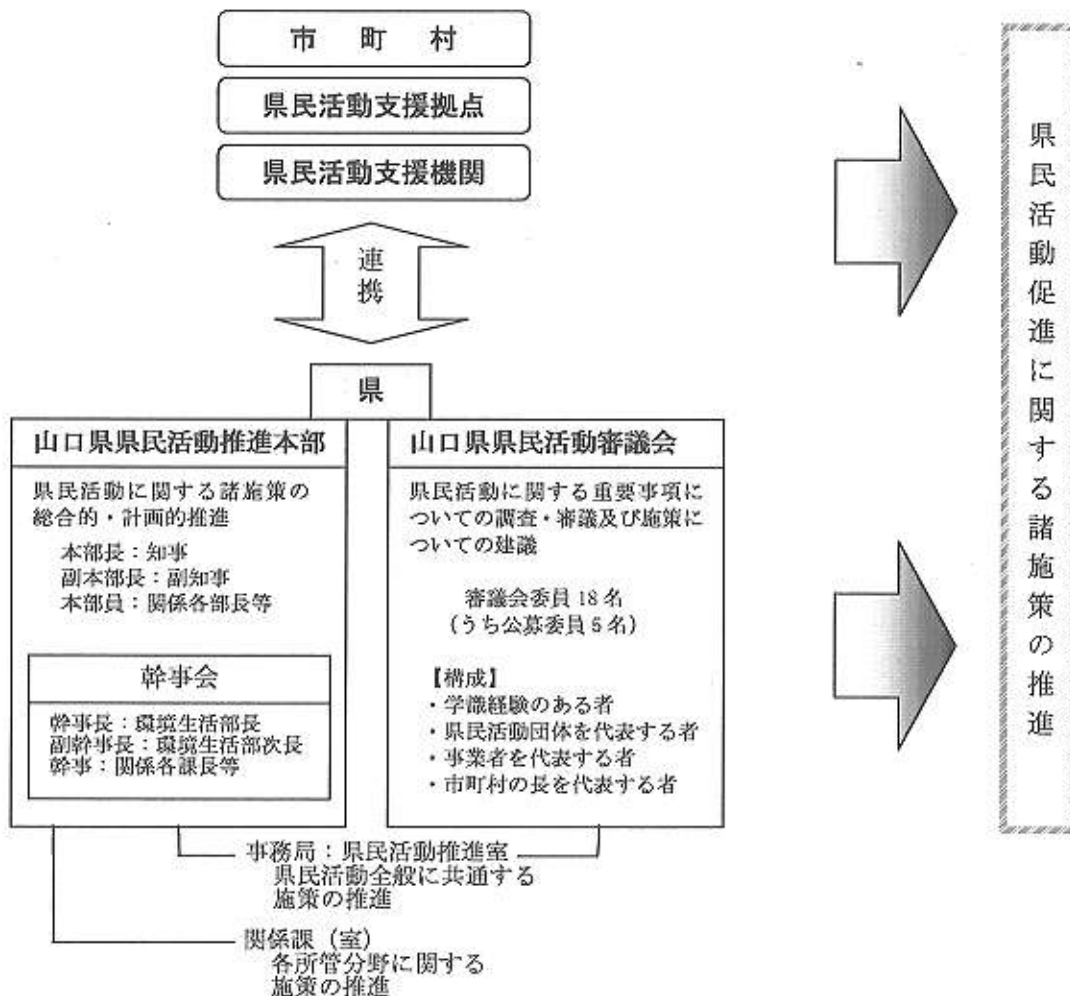 市　町　村
県民活動支援拠点
県民活動支援機関
連
携
県
山口県県民活動推進本部
県民活動に関する諸施策の
総合的・計画的推進
本部長：知事
副本部長：副知事
本部員：関係各部長等
幹事会
幹事長：環境生活部長
副幹事長：環境生活部次長
幹事：関係各課長等
山口県県民活動審議会
県民活動に関する重要事項に
ついての調査・審議及び施策に
ついての建議
審議会委員 18 名
（うち公募委員 5 名）
【構成】
・学識経験のある者
・県民活動団体を代表する者
・事業者を代表する者
・市町村の長を代表する者
事務局：県民活動推進室
県民活動全般に共通する
施策の推進
関係課（室）
各所管分野に関する
施策の推進
県民活動促進に関する諸施策の推進